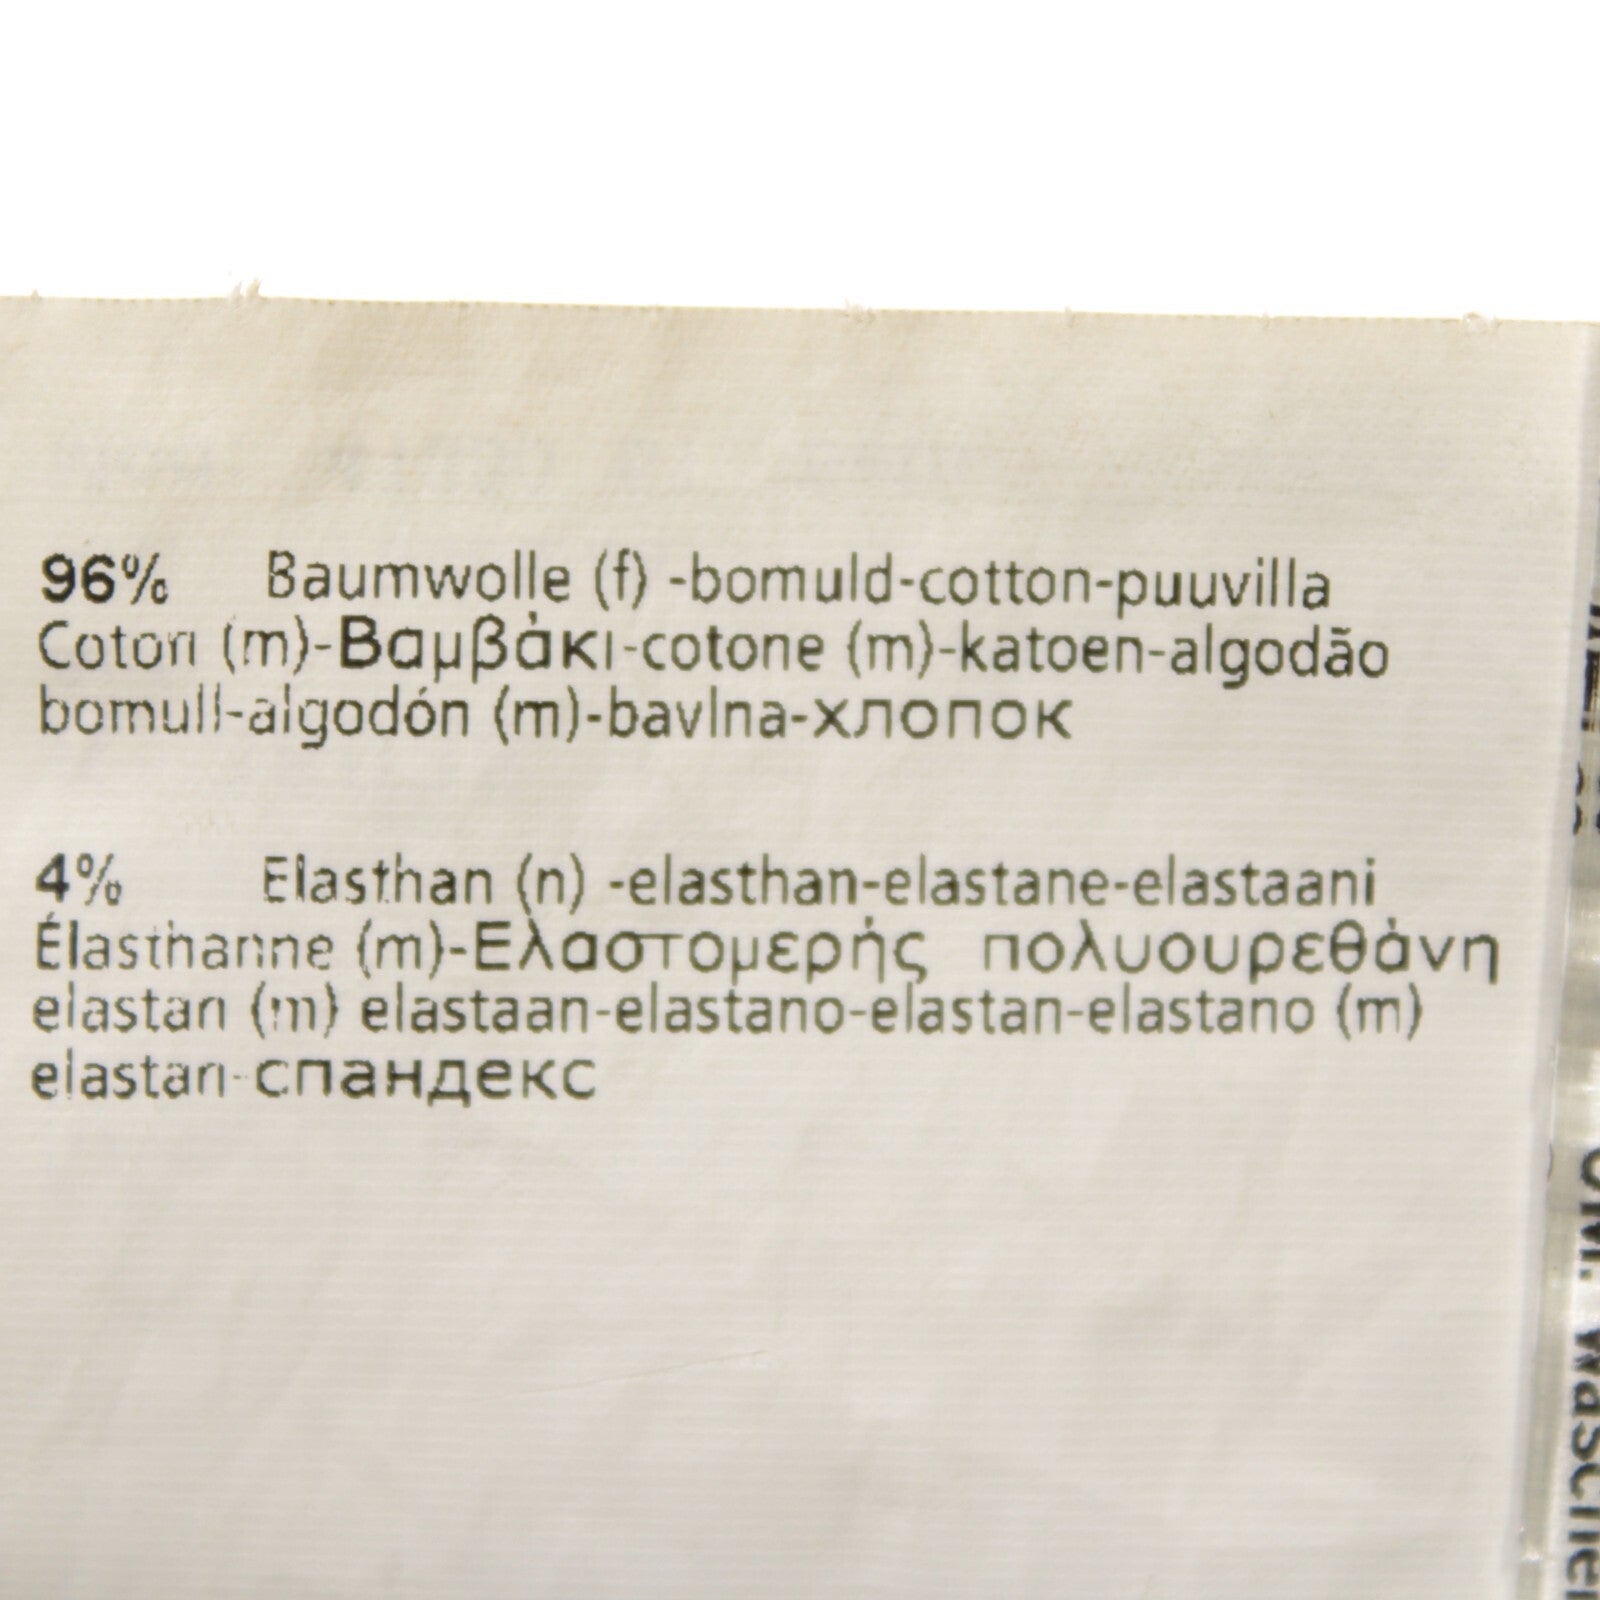 96% Baumwolle (f) -bomuld-cotton-puuvilla
Coton (m)-Βαμβάκι-cotone (m)-katoen-algodão
bomull-algodón (m)-bavlna-хлопок
4% Elasthan (n) -elasthan-elastane-elastaani
Élasthanne (m)-Ελαστομερής πολυουρεθάνη
elastan (m) elastaan-elastano-elastan-elastano (m)
elastan-спандекс